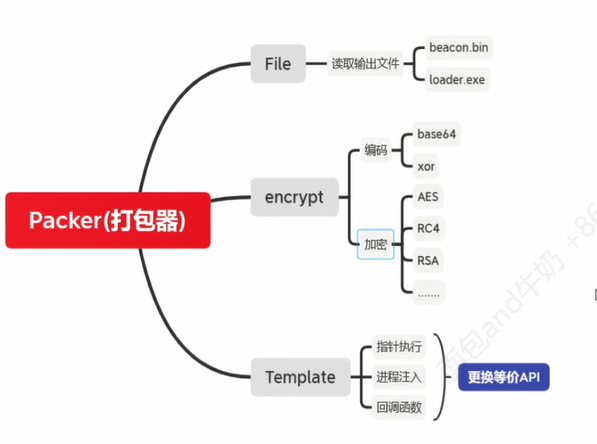 Packer(打包器)
File
读取输出文件
beacon.bin
loader.exe
encrypt
编码
base64
xor
加密
AES
RC4
RSA
.......
Template
指针执行
进程注入
回调函数
更换等价API
面包and牛奶 +86